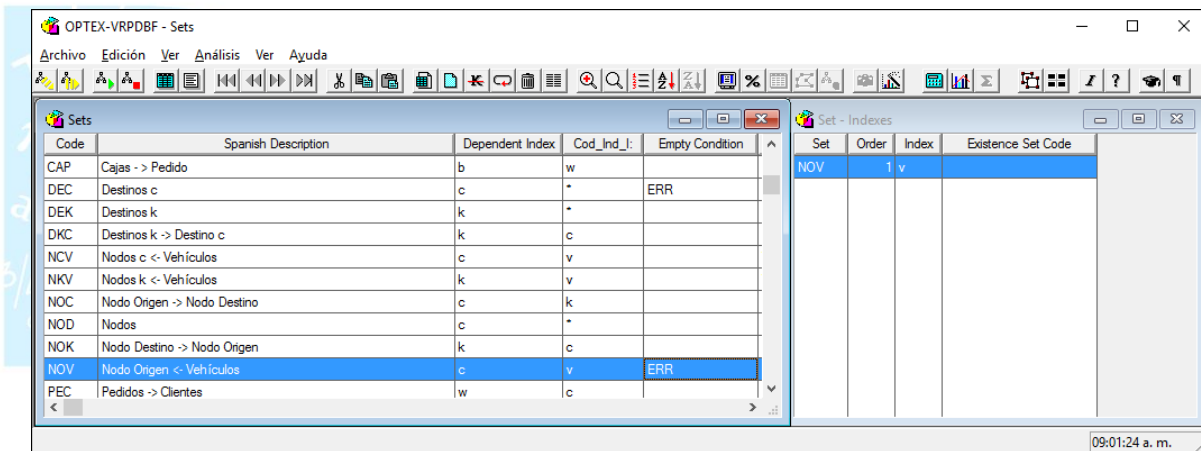 OPTEX-VRPDBF - Sets
Archivo Edición Ver Análisis Ver Ayuda
Sets
Code Spanish Description Dependent Index Cod_Ind_I: Empty Condition
CAP Cajas - > Pedido b w
DEC Destinos c c * ERR
DEK Destinos k k *
DKC Destinos k -> Destino c k c
NCV Nodos c <- Vehículos c v
NKV Nodos k <- Vehículos k v
NOC Nodo Origen -> Nodo Destino c k
NOD Nodos c *
NOK Nodo Destino -> Nodo Origen k c
NOV Nodo Origen <- Vehículos c v ERR
PEC Pedidos -> Clientes w c
Set - Indexes
Set Order Index Existence Set Code
NOV 1 v
09:01:24 a. m.